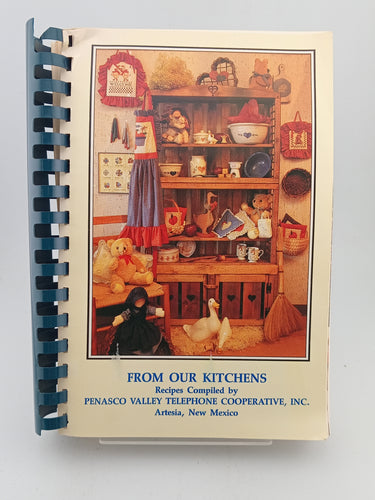 FROM OUR KITCHENS
Recipes Compiled by
PENASCO VALLEY TELEPHONE COOPERATIVE, INC.
Artesia, New Mexico